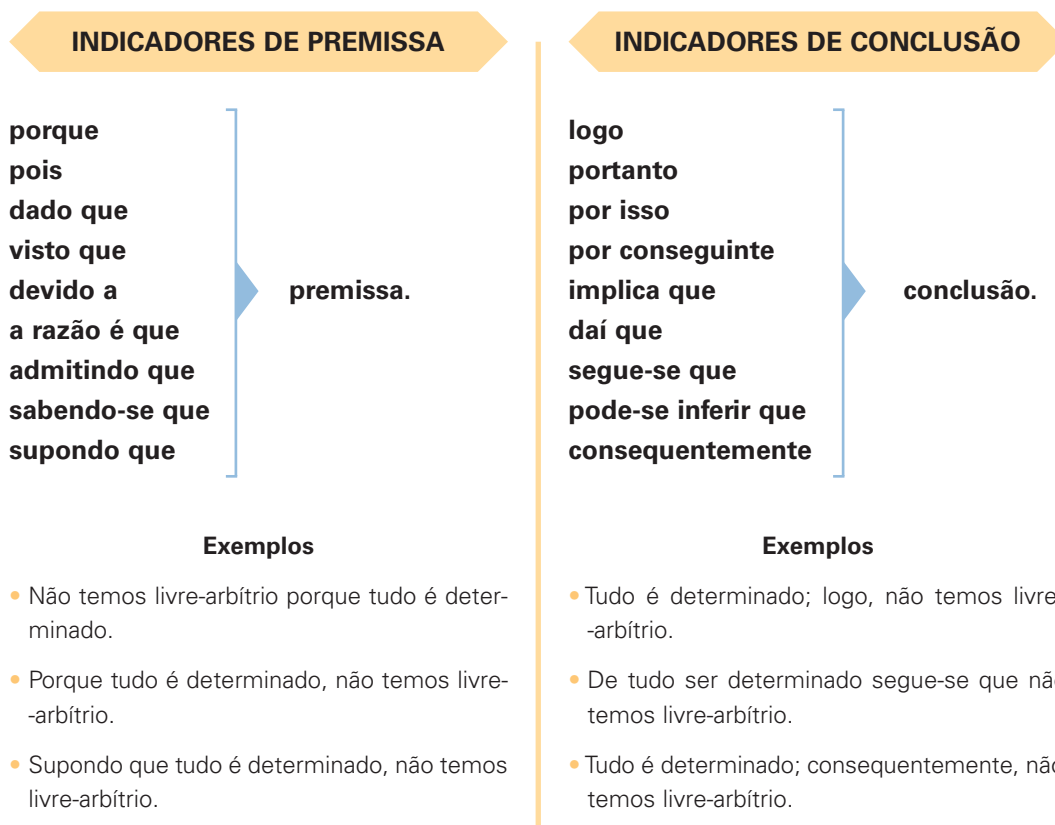 INDICADORES DE PREMISSA
porque
pois
dado que
visto que
devido a
a razão é que
admitindo que
sabendo-se que
supondo que
premissa.
Exemplos
• Não temos livre-arbítrio porque tudo é deter-
minado.
• Porque tudo é determinado, não temos livre-
-arbítrio.
• Supondo que tudo é determinado, não temos
livre-arbítrio.
INDICADORES DE CONCLUSÃO
logo
portanto
por isso
por conseguinte
implica que
daí que
segue-se que
pode-se inferir que
consequentemente
conclusão.
Exemplos
• Tudo é determinado; logo, não temos livre-
-arbítrio.
• De tudo ser determinado segue-se que não
temos livre-arbítrio.
• Tudo é determinado; consequentemente, não
temos livre-arbítrio.